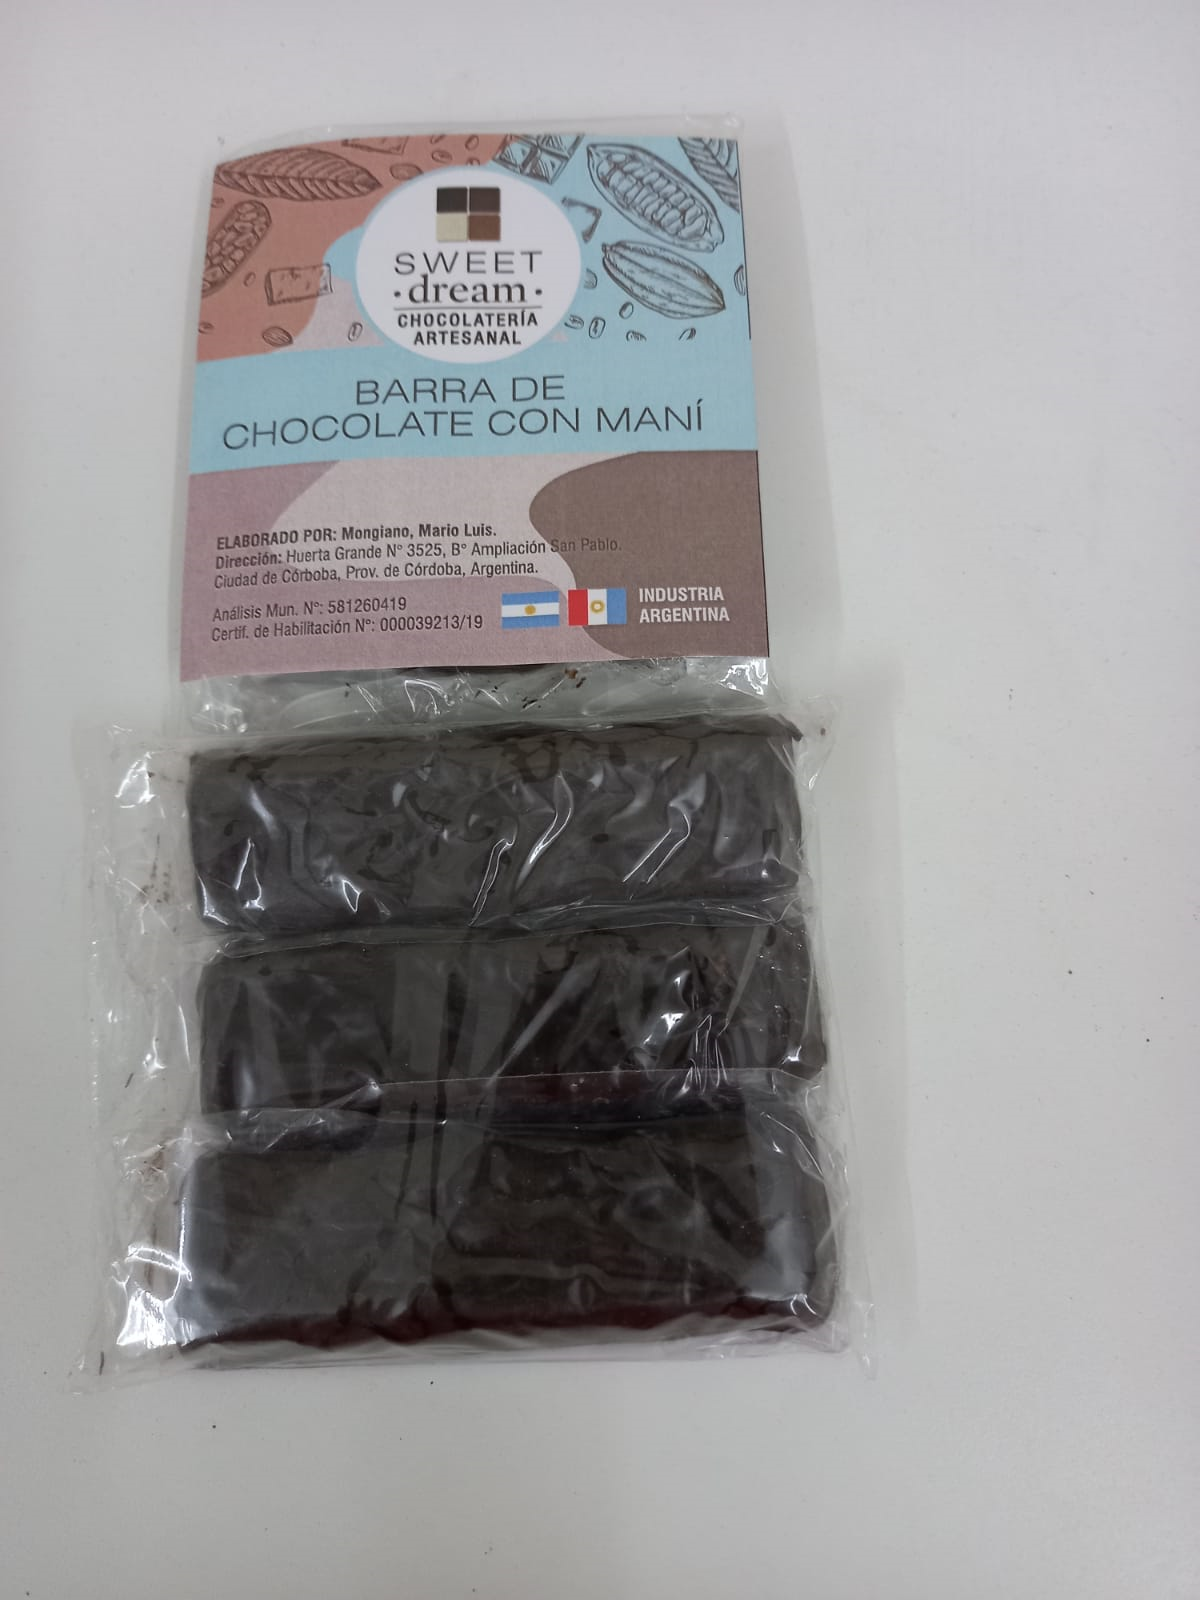 SWEET
·dream·
CHOCOLATERÍA
ARTESANAL
BARRA DE
CHOCOLATE CON MANÍ
ELABORADO POR: Mongiano, Mario Luis.
Dirección: Huerta Grande N° 3525, B° Ampliación San Pablo.
Ciudad de Córboba, Prov. de Córdoba, Argentina.
Análisis Mun. N°: 581260419
Certif. de Habilitación N°: 000039213/19
INDUSTRIA
ARGENTINA